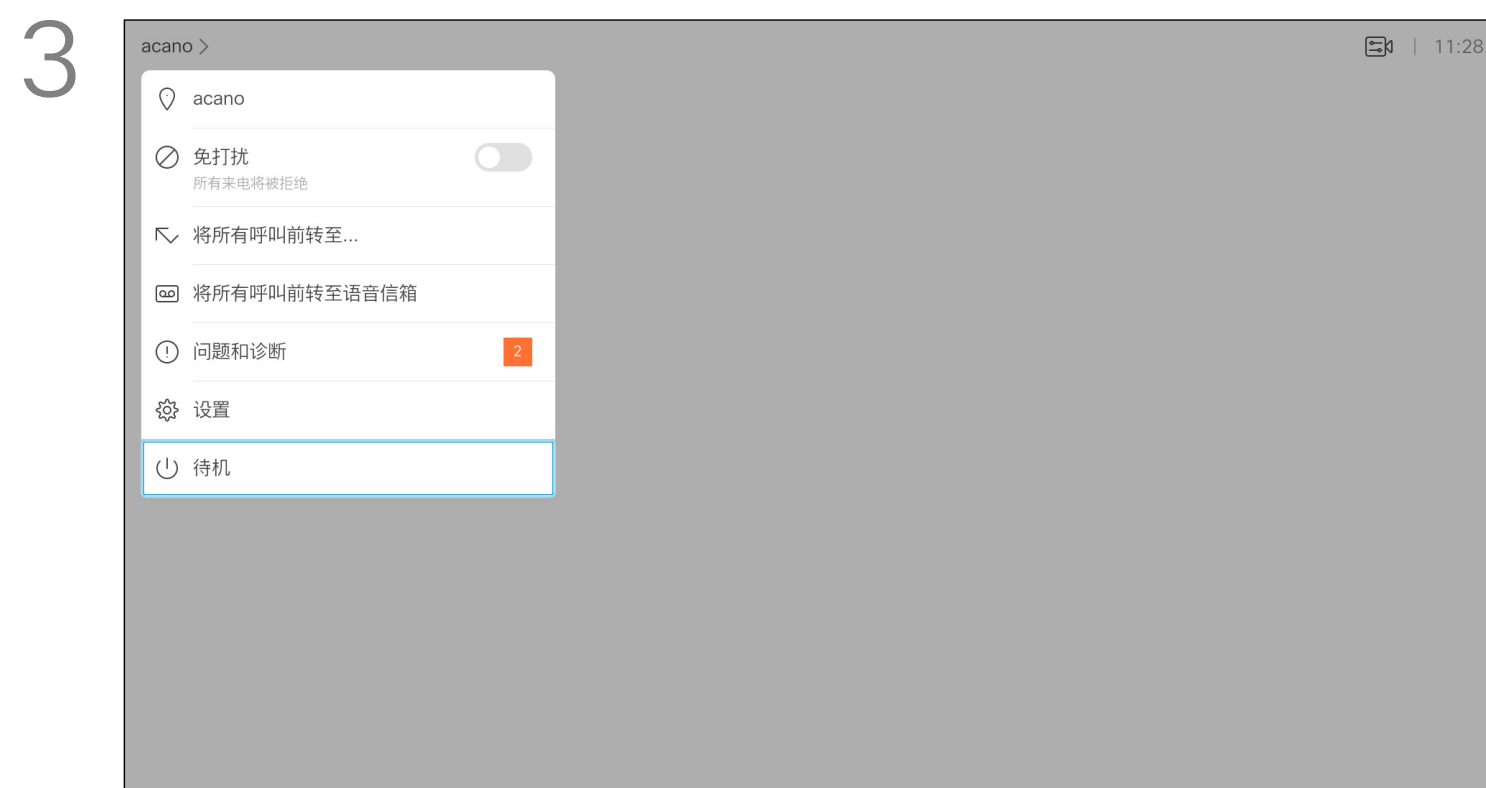 3
acano >
11:28
acano
免打扰
所有来电将被拒绝
将所有呼叫前转至...
将所有呼叫前转至语音信箱
问题和诊断
2
设置
待机